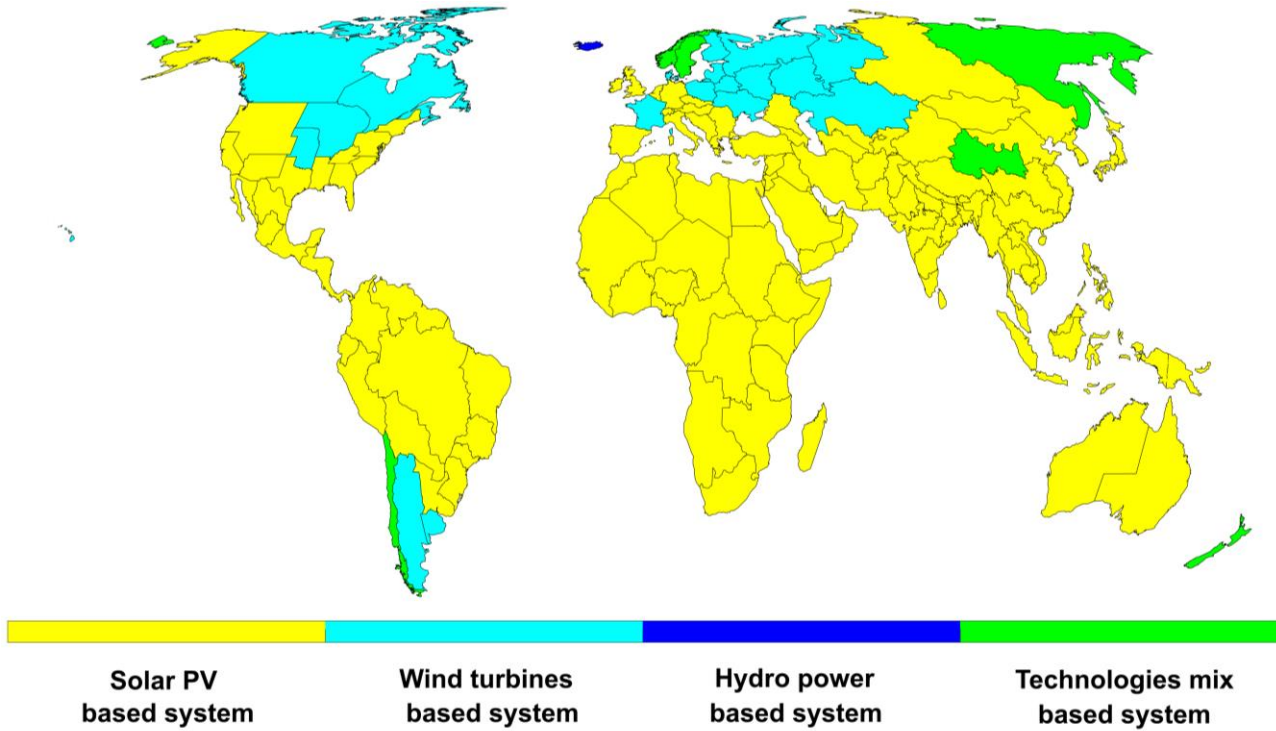 Solar PV
based system
Wind turbines
based system
Hydro power
based system
Technologies mix
based system